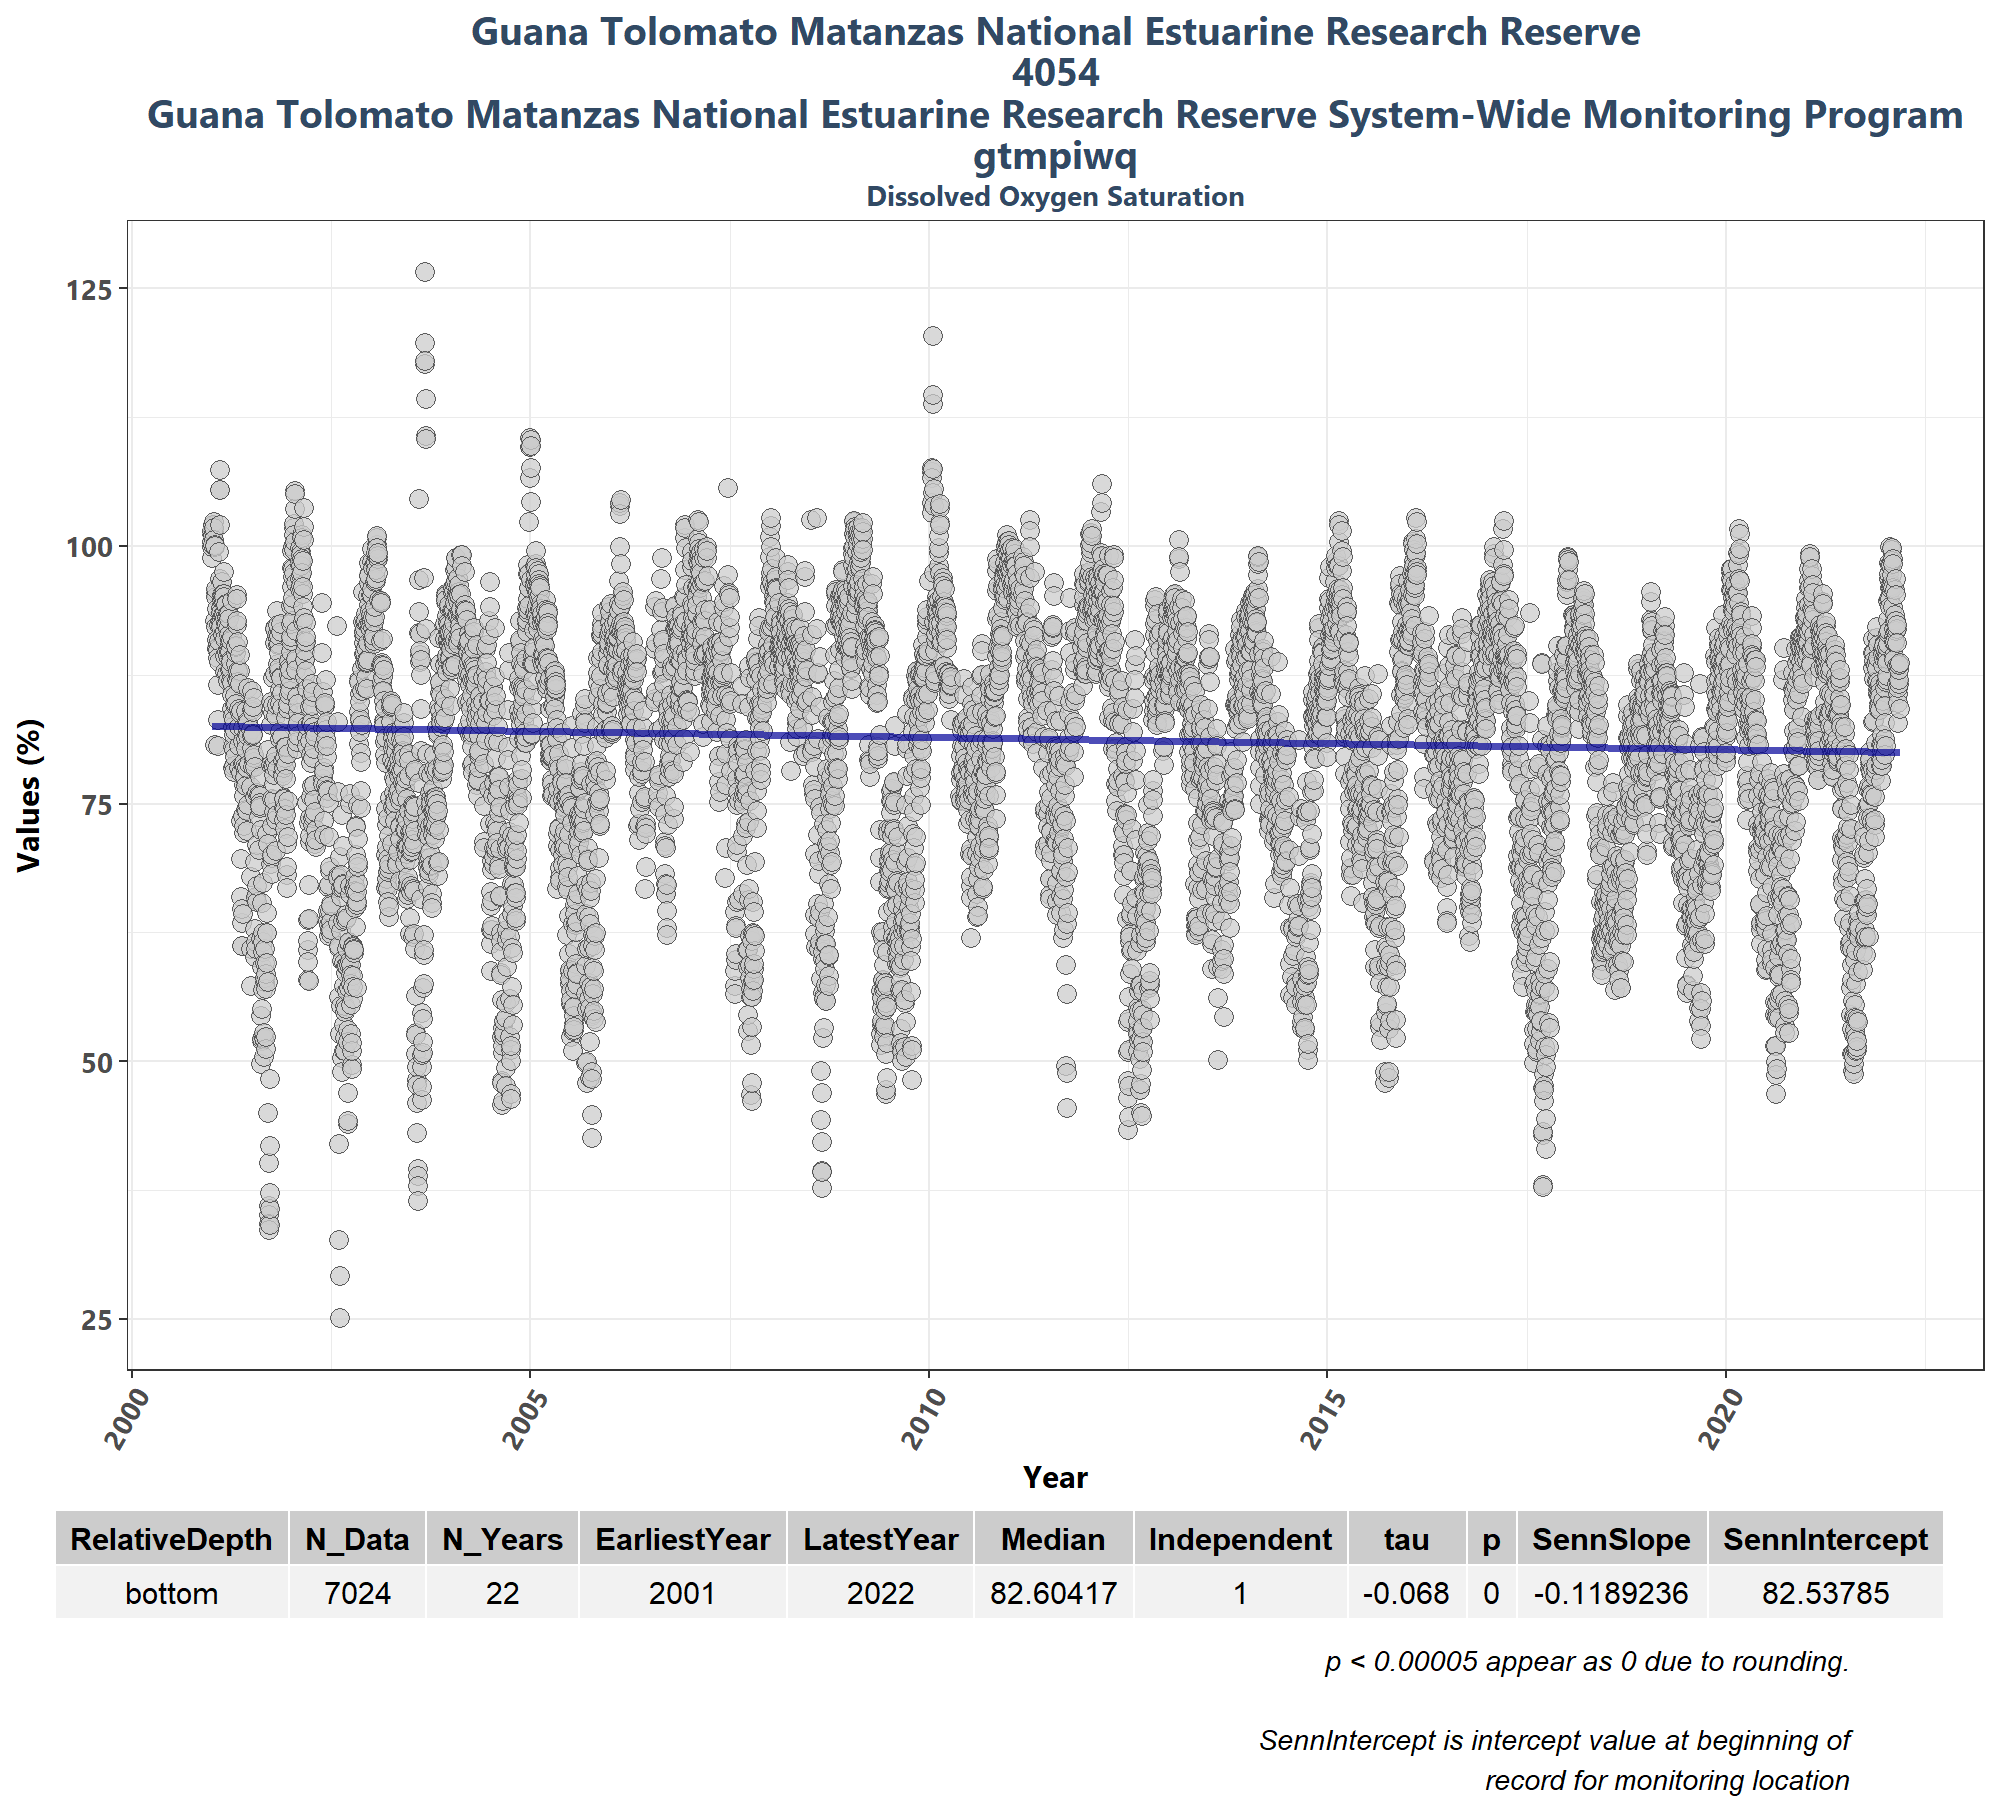 Guana Tolomato Matanzas National Estuarine Research Reserve
4054
Guana Tolomato Matanzas National Estuarine Research Reserve System-Wide Monitoring Program
gtmpiwq
Dissolved Oxygen Saturation
Values (%)
125
100
75
50
25
2000
2005
2010
2015
2020
Year
RelativeDepth N_Data N_Years EarliestYear LatestYear Median Independent tau p SennSlope SennIntercept
bottom 7024 22 2001 2022 82.60417 1 -0.068 0 -0.1189236 82.53785
p < 0.00005 appear as 0 due to rounding.
SennIntercept is intercept value at beginning of
record for monitoring location